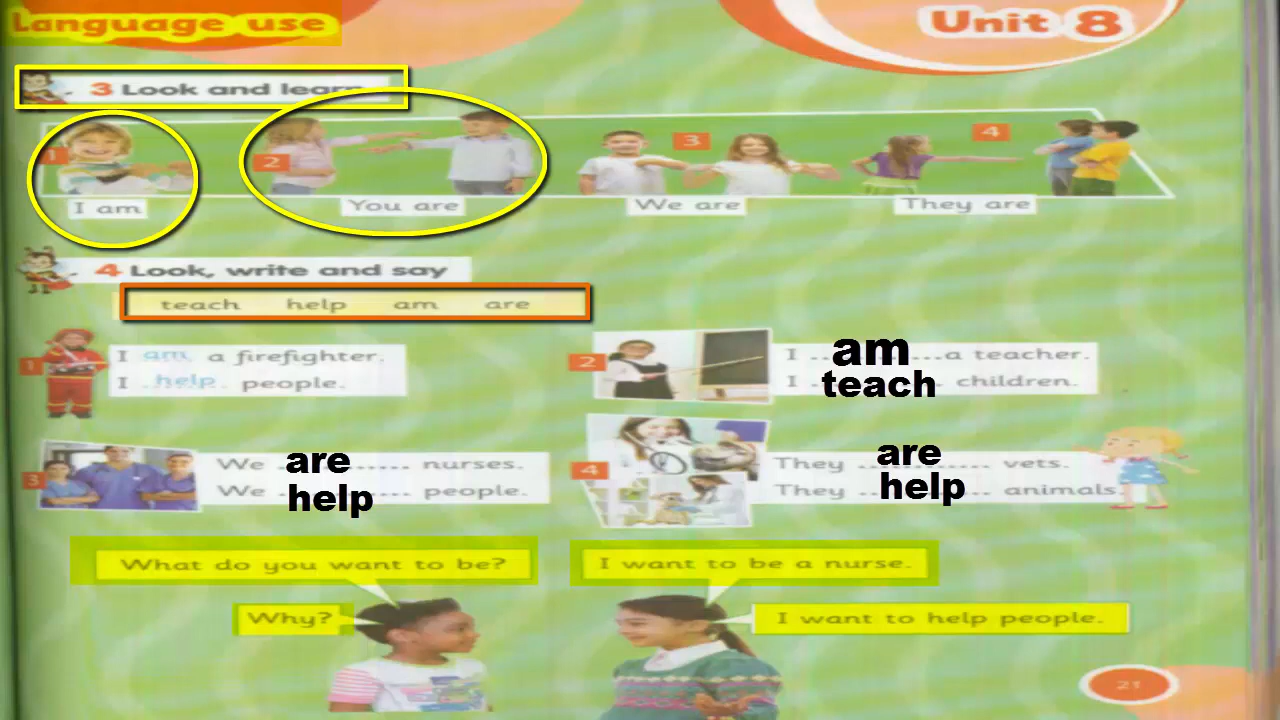 Language use
Unit 8
3 Look and learn
1
2
3
4
I am
You are
We are
They are
4 Look, write and say
teach help am are
1
I am a firefighter.
I help people.
2
I .. am ...a teacher.
I . teach children.
3
We . are ...... nurses.
We . help .... people.
4
They .. are ...... vets.
They .. help ... animals.
What do you want to be?
I want to be a nurse.
Why?
I want to help people.
21